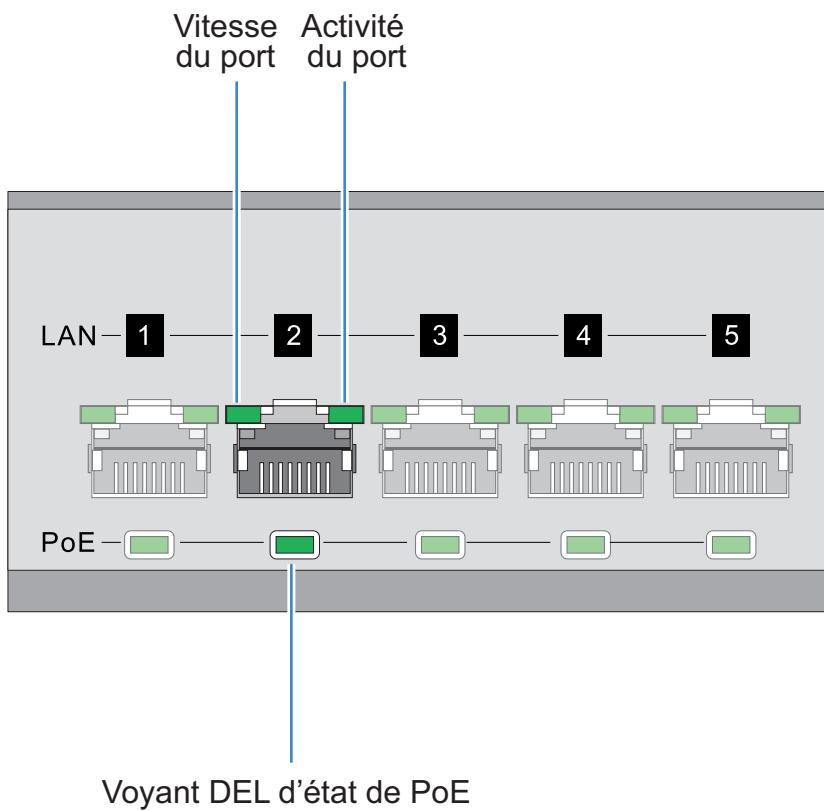 Vitesse du port
Activité du port
LAN 1 2 3 4 5
PoE
Voyant DEL d’état de PoE